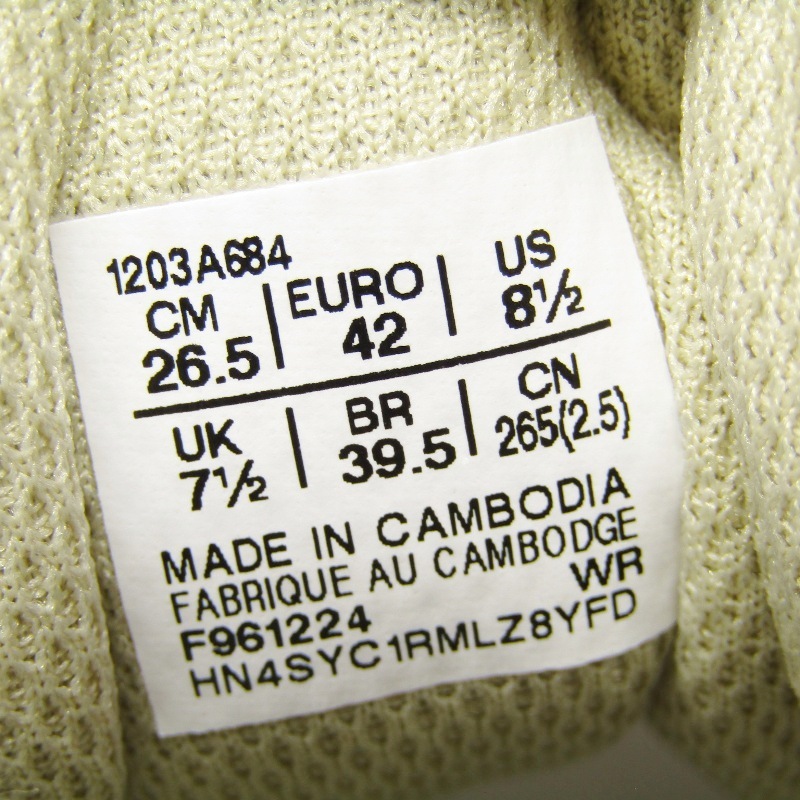 1203A684
CM | EURO | US
26.5 | 42 | 8½
UK | BR | CN
7½ | 39.5 | 265(2.5)
MADE IN CAMBODIA
FABRIQUE AU CAMBODGE
WR
F961224
HN4SYC1RMLZ8YFD